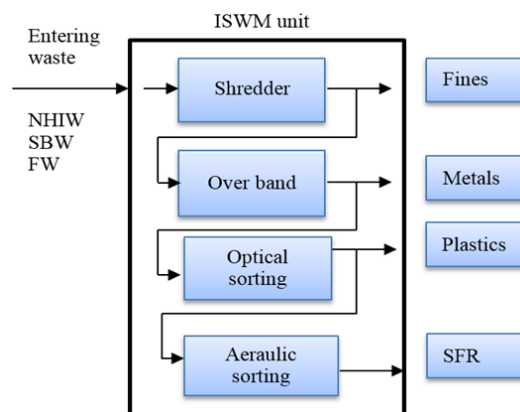 ISWM unit
Entering
waste
NHIW
SBW
FW
Shredder
Fines
Over band
Metals
Optical
sorting
Plastics
Aeraulic
sorting
SFR